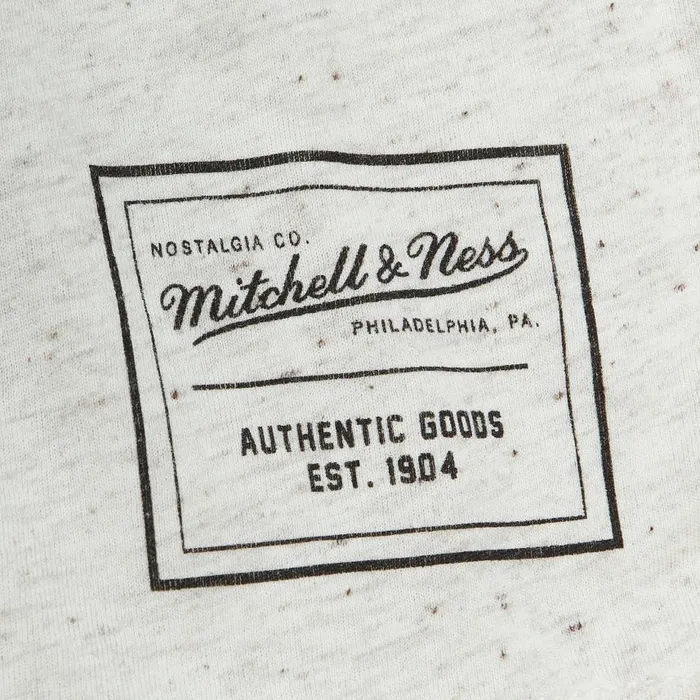 NOSTALGIA CO.
Mitchell & Ness
PHILADELPHIA, PA.
AUTHENTIC GOODS
EST. 1904